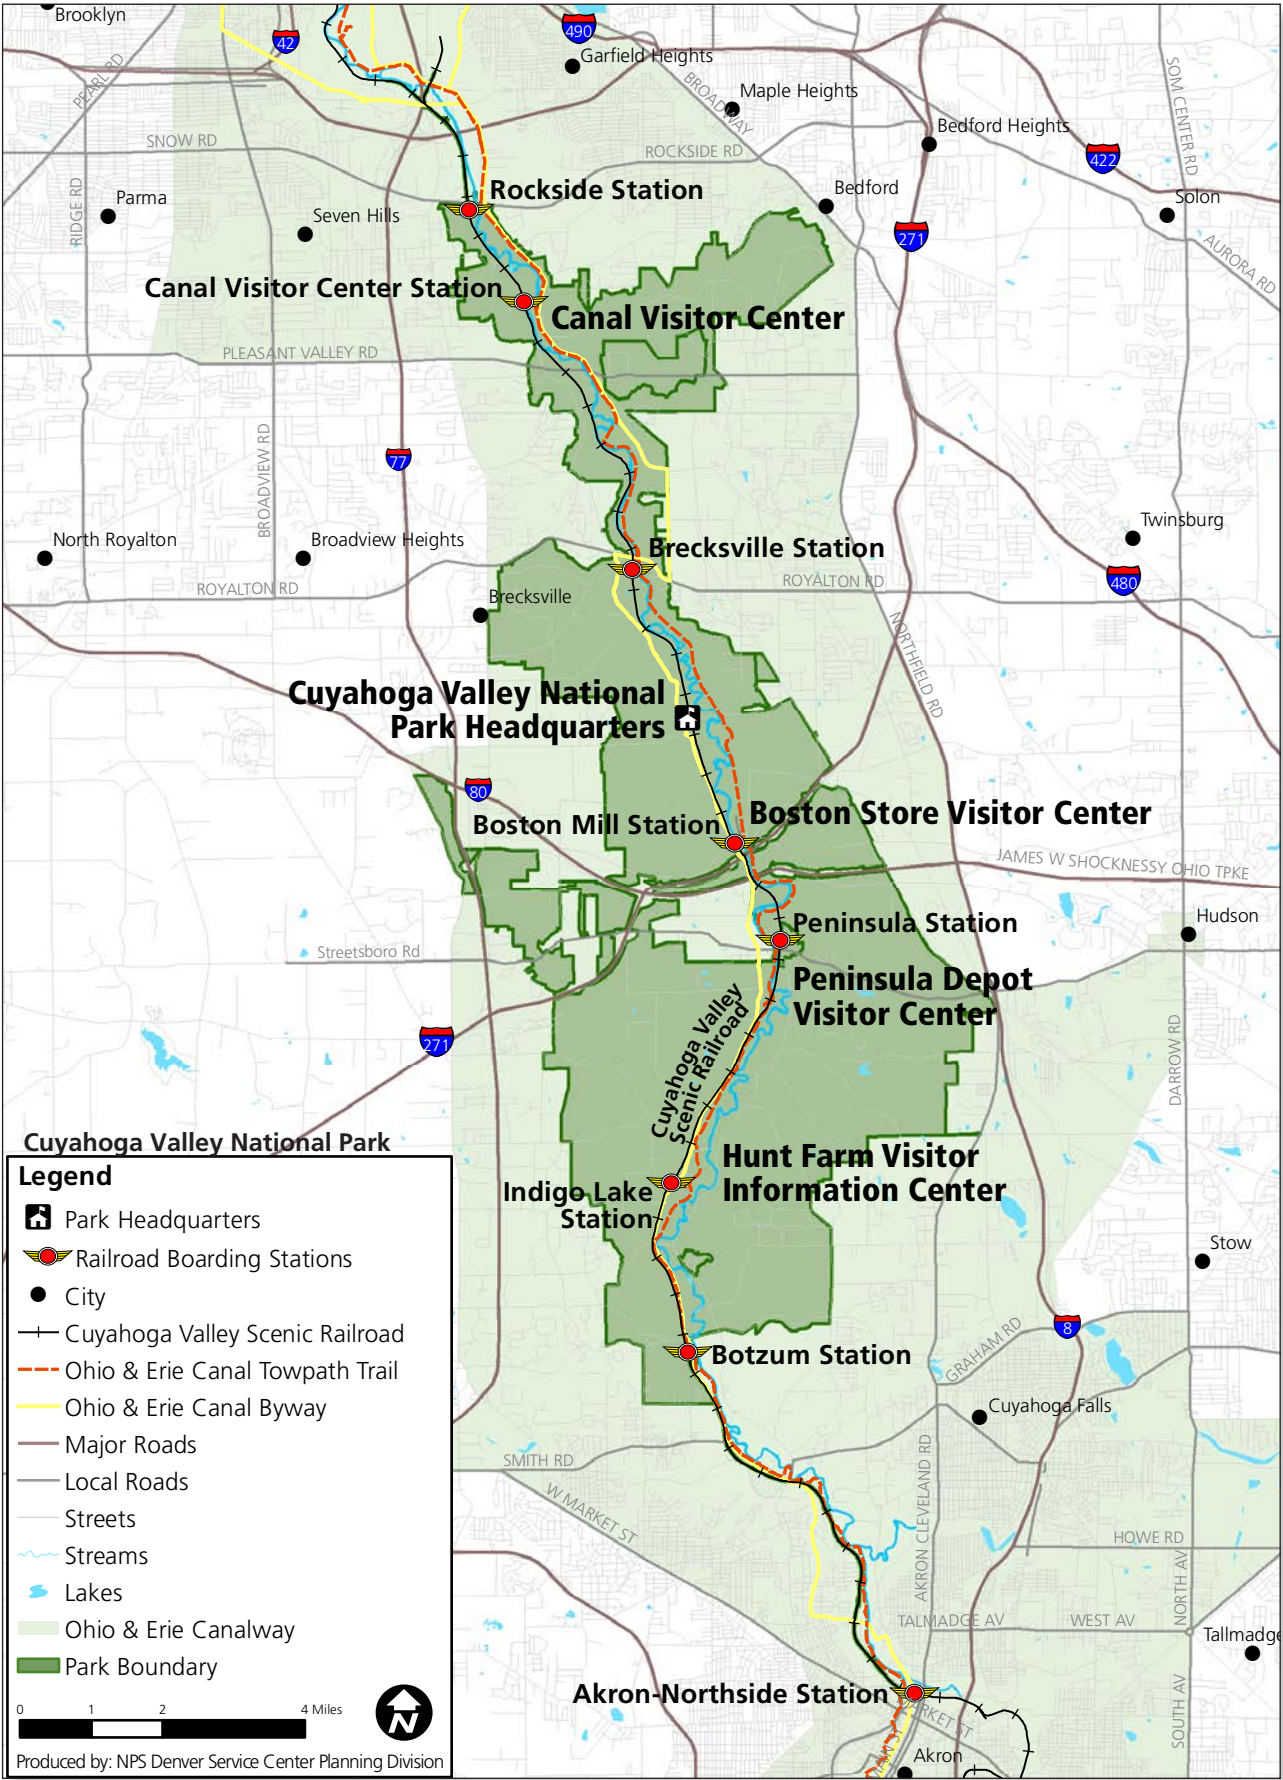 Brooklyn
42
490
Garfield Heights
PEARL RD
BROADWAY
Maple Heights
SOM CENTER RD
Bedford Heights
SNOW RD
ROCKSIDE RD
422
Parma
RIDGE RD
Seven Hills
Rockside Station
Bedford
Solon
271
AURORA RD
Canal Visitor Center Station
Canal Visitor Center
PLEASANT VALLEY RD
BROADVIEW RD
77
North Royalton
Broadview Heights
Brecksville Station
Twinsburg
ROYALTON RD
Brecksville
ROYALTON RD
480
NORTHFIELD RD
Cuyahoga Valley National
Park Headquarters
80
Boston Mill Station
Boston Store Visitor Center
JAMES W SHOCKNESSY OHIO TPKE
Hudson
Peninsula Station
Streetsboro Rd
Peninsula Depot
Visitor Center
Cuyahoga Valley
Scenic Railroad
271
DARROW RD
Hunt Farm Visitor
Information Center
Indigo Lake
Station
Stow
8
GRAHAM RD
Botzum Station
Cuyahoga Falls
SMITH RD
W MARKET ST
AKRON CLEVELAND RD
HOWE RD
NORTH AV
TALMADGE AV
WEST AV
Tallmadge
SOUTH AV
Akron-Northside Station
MARKET ST
MAIN ST
Akron
Cuyahoga Valley National Park
Legend
Park Headquarters
Railroad Boarding Stations
City
Cuyahoga Valley Scenic Railroad
Ohio & Erie Canal Towpath Trail
Ohio & Erie Canal Byway
Major Roads
Local Roads
Streets
Streams
Lakes
Ohio & Erie Canalway
Park Boundary
0 1 2 4 Miles
N
Produced by: NPS Denver Service Center Planning Division